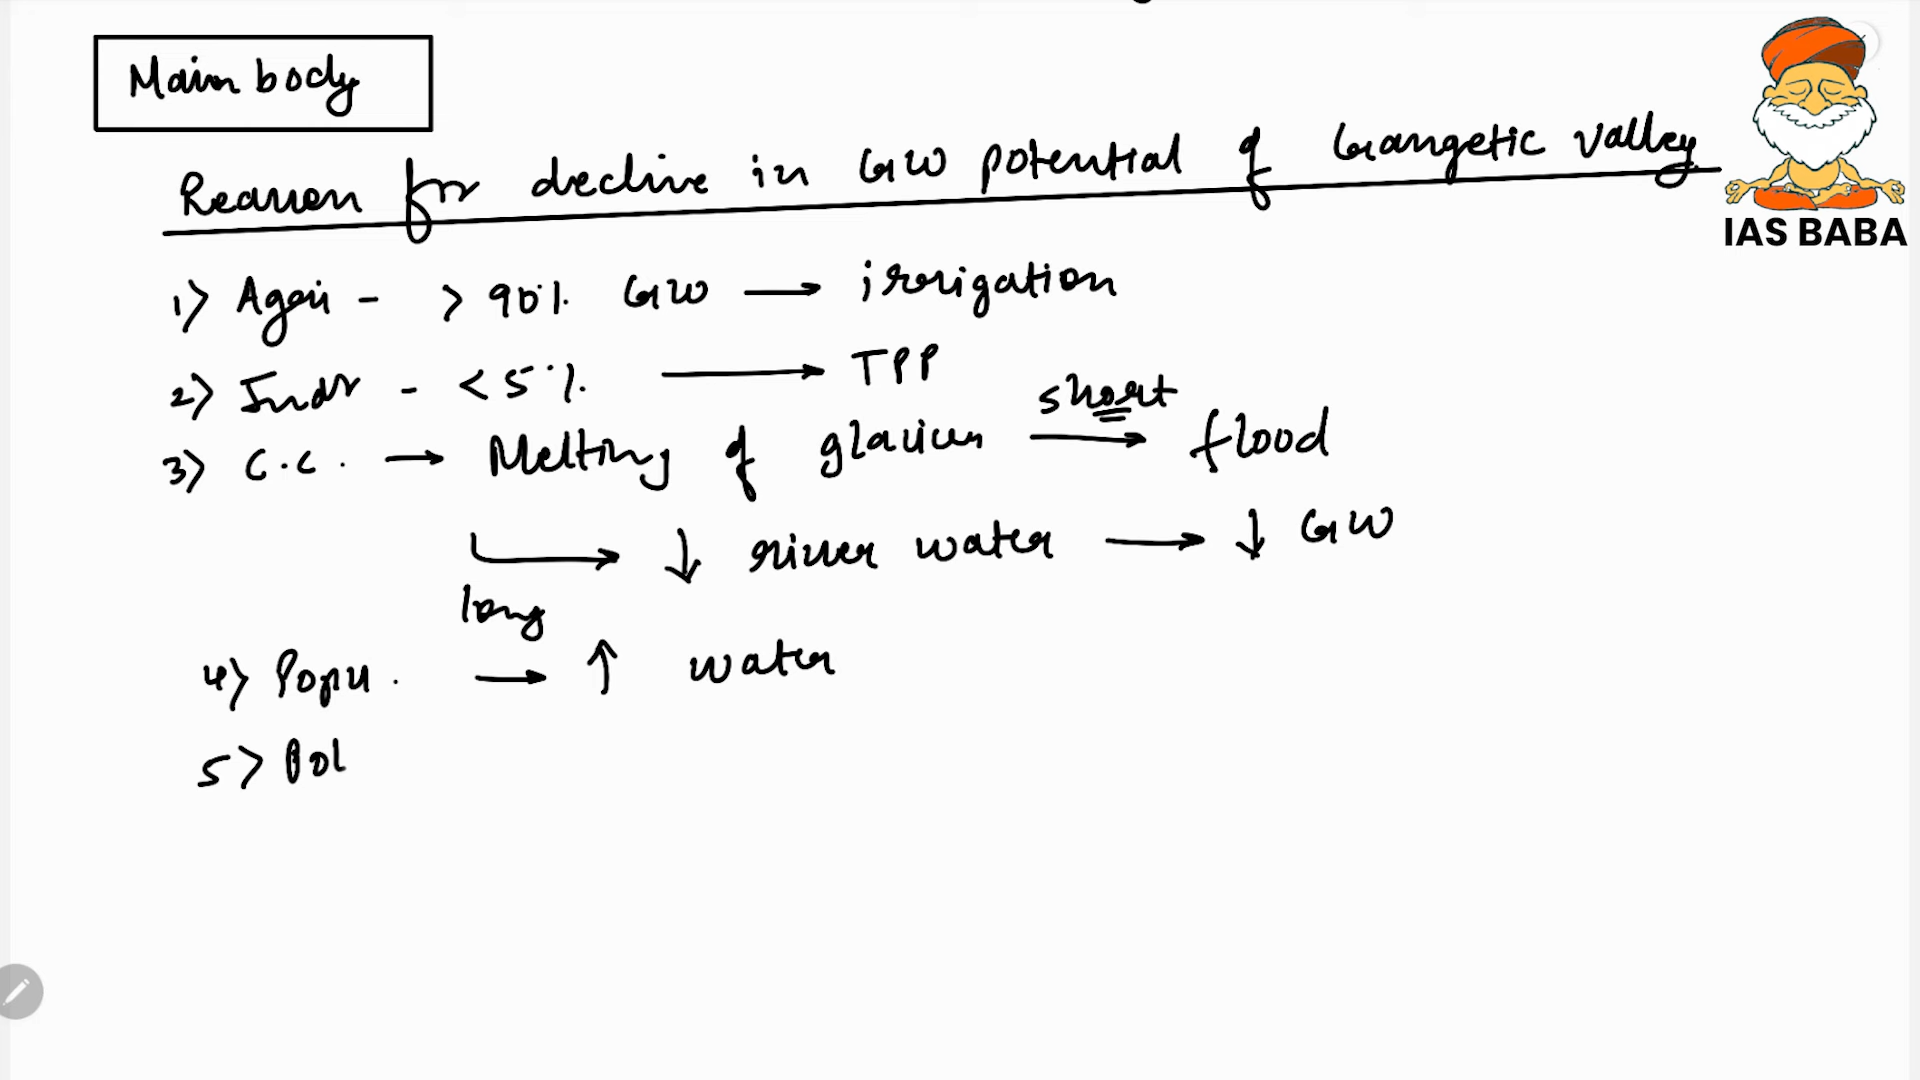 Main body
Reason for decline in GW potential of Gangetic valley
IAS BABA
1) Agri - > 90% GW → irrigation
2) Indr - < 5% → TPP
short
3) C.C. → Melting of glaciers → flood
→ ↓ river water → ↓ GW
long
4) Popu. → ↑ water
5) Pol